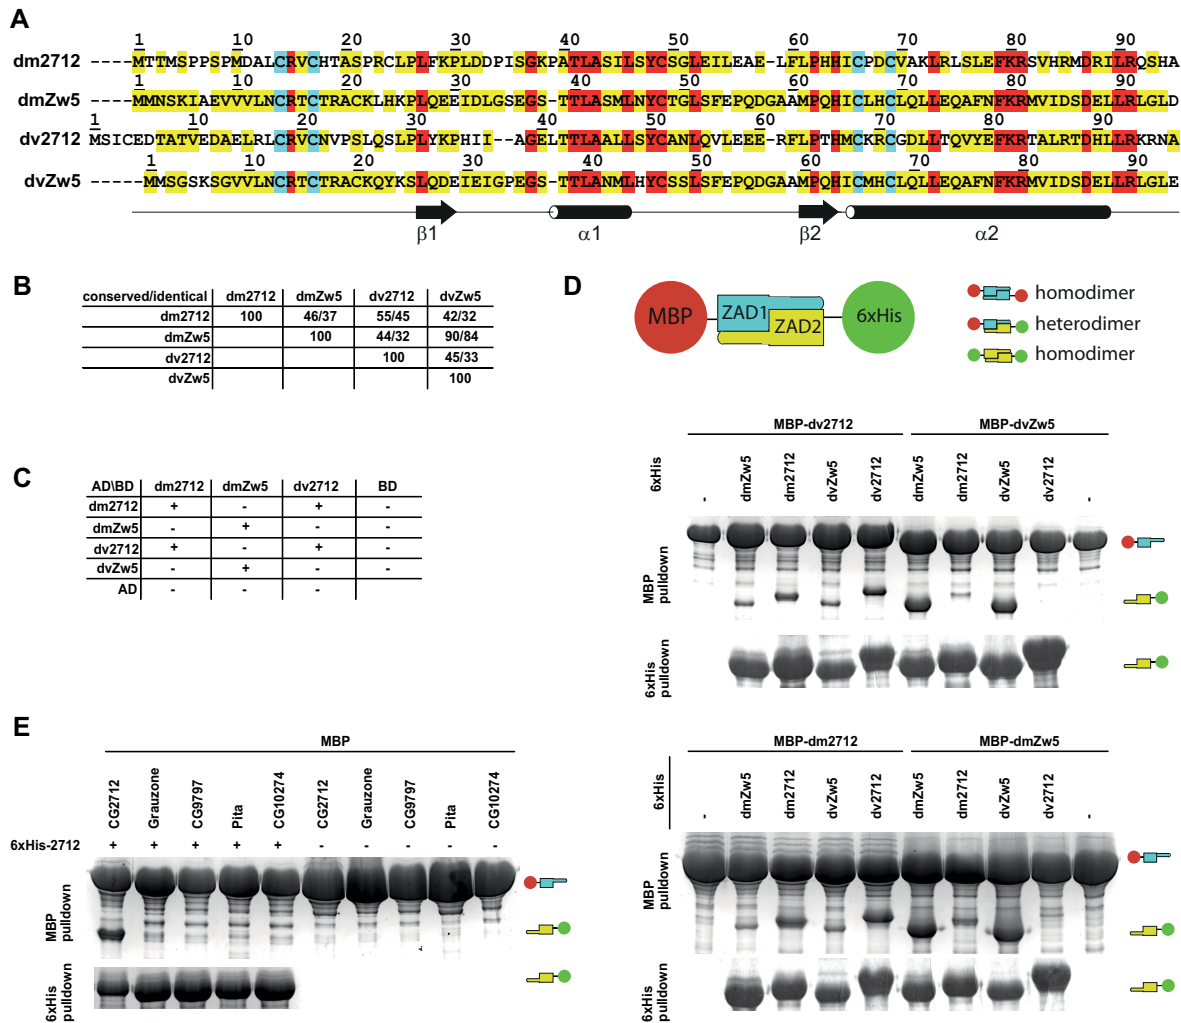 A
1 10 20 30 40 50 60 70 80 90
dm2712 ----MTTMSPPSPMDALCRVCHTASPRCLPLFKPLDDPISGKPATLASILSYCSGLEILEAE-LFLPHHICPDCVAKLRLSLEFKRSVHRMDRILRQSHA
1 10 20 30 40 50 60 70 80 90
dmZw5 ----MMNSKIAEVVVLNCRTCTRACKLHKPLQEEIDLGSEGS-TTLASMLNYCTGLSFEPQDGAAMPQHICLHCLQLLEQAFNFKRMVIDSDELLRLGLD
1 10 20 30 40 50 60 70 80 90
dv2712 MSICEDTATVEDAELRLCRVCNVPSLQSLPLYKPHII--AGELTTLAALLSYCANLQVLEEE-RFLPTHMCKRCGDLLTQVYEFKRTALRTDHLLRKRNA
1 10 20 30 40 50 60 70 80 90
dvZw5 -----MMSGSKSGVVLNCRTCTRACKQYKSLQDEIEIGPEGS-TTLANMLHYCSSLSFEPQDGAAMPQHICMHCLQLLEQAFNFKRMVIDSDELLRLGLE
β1 α1 β2 α2
B
conserved/identical dm2712 dmZw5 dv2712 dvZw5
dm2712 100 46/37 55/45 42/32
dmZw5 100 44/32 90/84
dv2712 100 45/33
dvZw5 100
C
AD\BD dm2712 dmZw5 dv2712 BD
dm2712 + - + -
dmZw5 - + - -
dv2712 + - + -
dvZw5 - + - -
AD - - - -
D
MBP ZAD1 ZAD2 6xHis
homodimer
heterodimer
homodimer
MBP-dv2712 MBP-dvZw5
6xHis
- dmZw5 dm2712 dvZw5 dv2712 dmZw5 dm2712 dvZw5 dv2712 -
MBP
pulldown
6xHis
pulldown
MBP-dm2712 MBP-dmZw5
6xHis
- dmZw5 dm2712 dvZw5 dv2712 dmZw5 dm2712 dvZw5 dv2712 -
MBP
pulldown
6xHis
pulldown
E
MBP
CG2712 Grauzone CG9797 Pita CG10274 CG2712 Grauzone CG9797 Pita CG10274
6xHis-2712 + + + + + - - - - -
MBP
pulldown
6xHis
pulldown